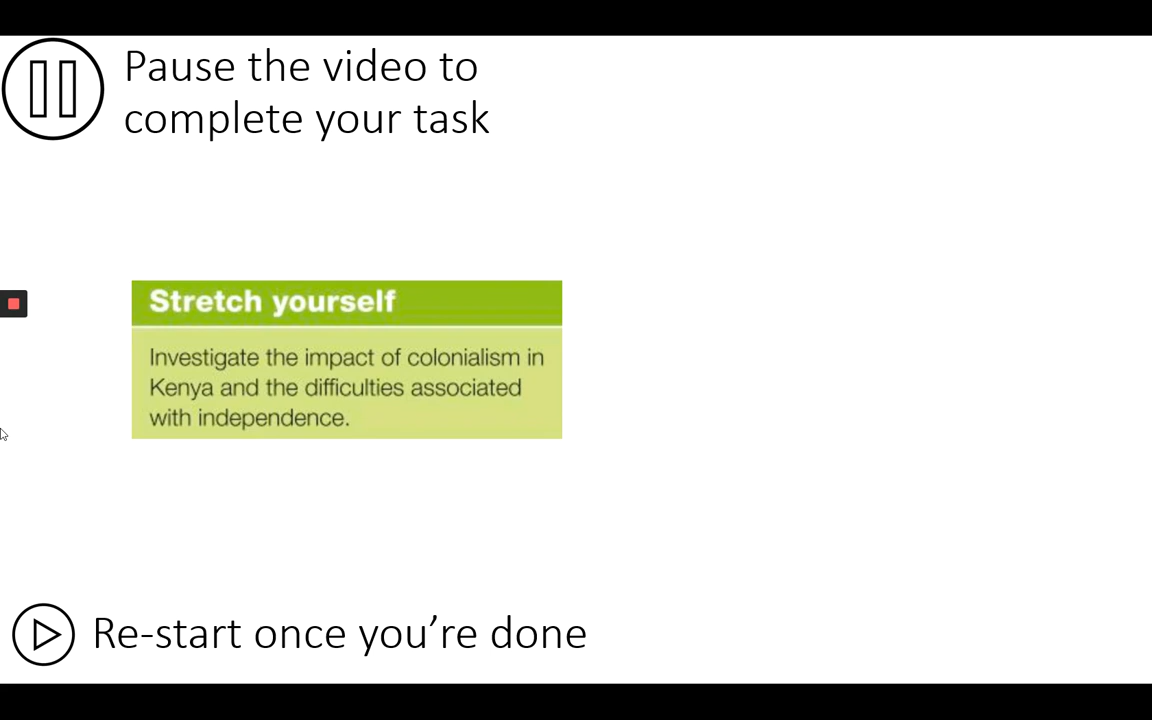 Pause the video to
complete your task
Stretch yourself
Investigate the impact of colonialism in
Kenya and the difficulties associated
with independence.
Re-start once you’re done